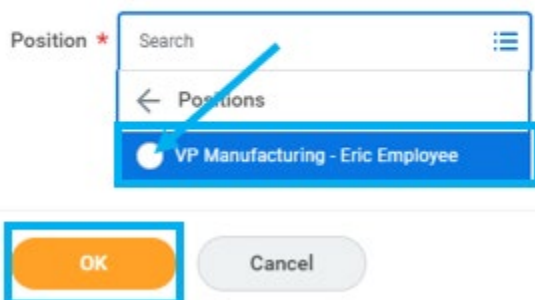 Position * Search
← Positions
VP Manufacturing - Eric Employee
OK Cancel